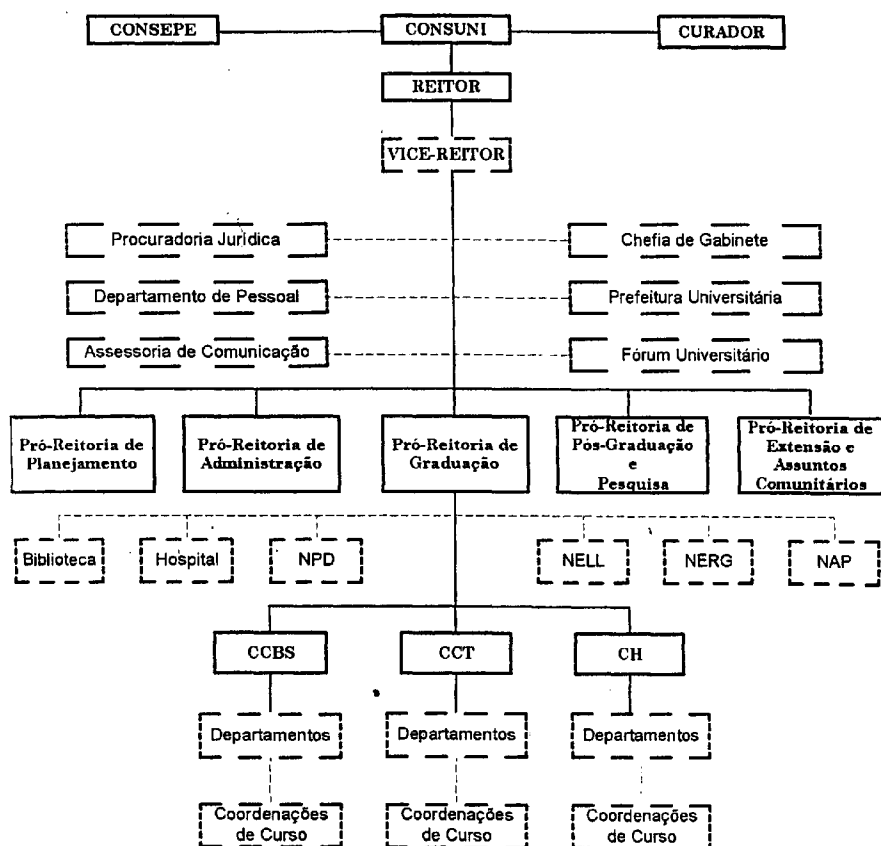 CONSEPE
CONSUNI
CURADOR
REITOR
VICE-REITOR
Procuradoria Jurídica
Chefia de Gabinete
Departamento de Pessoal
Prefeitura Universitária
Assessoria de Comunicação
Fórum Universitário
Pró-Reitoria de
Planejamento
Pró-Reitoria de
Administração
Pró-Reitoria de
Graduação
Pró-Reitoria de
Pós-Graduação
e
Pesquisa
Pró-Reitoria de
Extensão e
Assuntos
Comunitários
Biblioteca
Hospital
NPD
NELL
NERG
NAP
CCBS
CCT
CH
Departamentos
Departamentos
Departamentos
Coordenações
de Curso
Coordenações
de Curso
Coordenações
de Curso